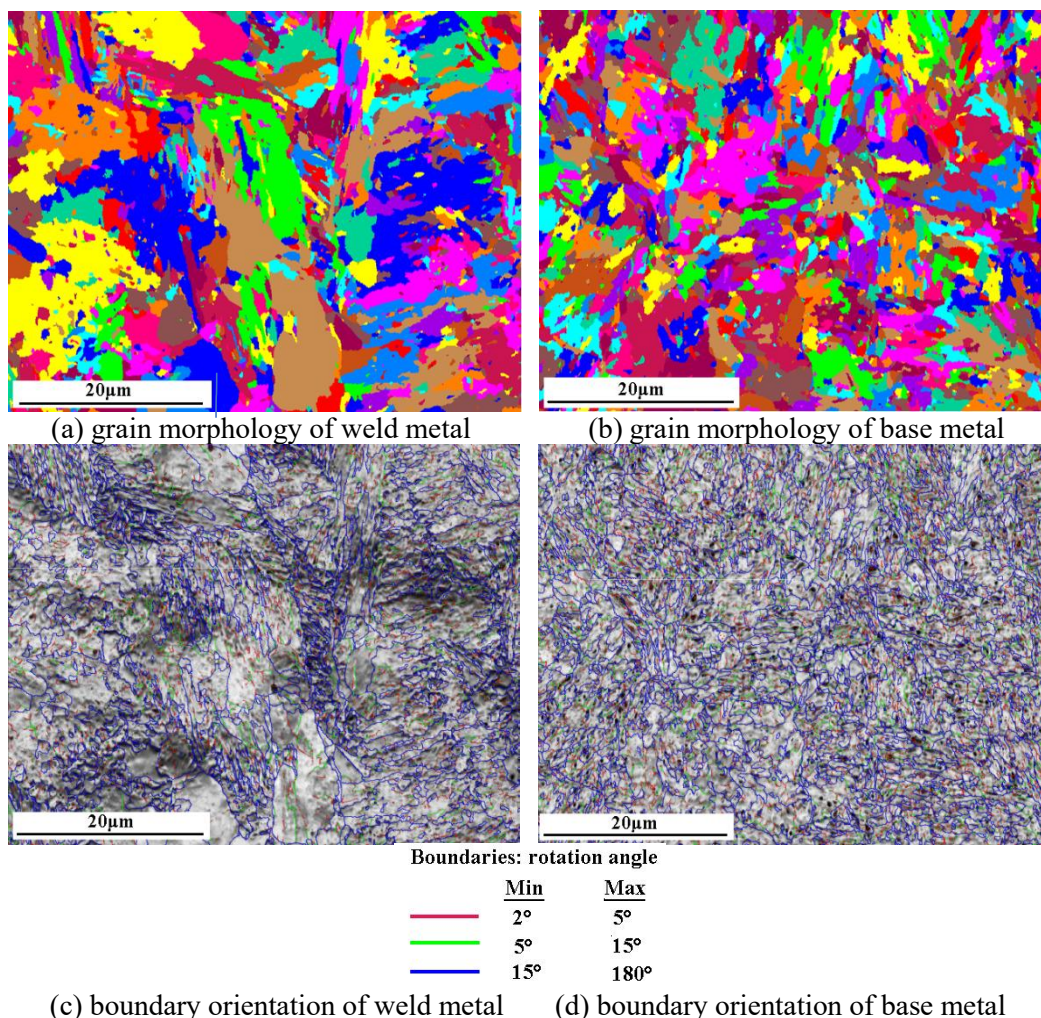 20µm
20µm
(a) grain morphology of weld metal
(b) grain morphology of base metal
20µm
20µm
Boundaries: rotation angle
Min Max
2° 5°
5° 15°
15° 180°
(c) boundary orientation of weld metal
(d) boundary orientation of base metal